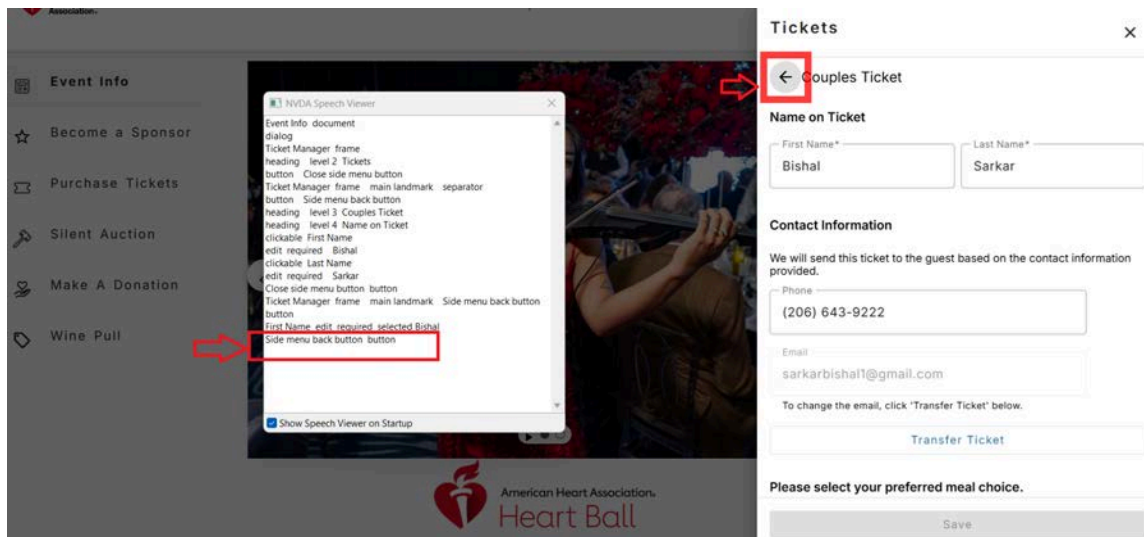 Association.
Tickets
Event Info
Become a Sponsor
Purchase Tickets
Silent Auction
Make A Donation
Wine Pull
NVDA Speech Viewer
Event Info document
dialog
Ticket Manager frame
heading level 2 Tickets
button Close side menu button
Ticket Manager frame main landmark separator
button Side menu back button
heading level 3 Couples Ticket
heading level 4 Name on Ticket
clickable First Name
edit required Bishal
clickable Last Name
edit required Sarkar
Close side menu button button
Ticket Manager frame main landmark Side menu back button
button
First Name edit required selected Bishal
Side menu back button button
Show Speech Viewer on Startup
American Heart Association.
Heart Ball
Couples Ticket
Name on Ticket
First Name*
Bishal
Last Name*
Sarkar
Contact Information
We will send this ticket to the guest based on the contact information
provided.
Phone
(206) 643-9222
Email
sarkarbishal1@gmail.com
To change the email, click 'Transfer Ticket' below.
Transfer Ticket
Please select your preferred meal choice.
Save